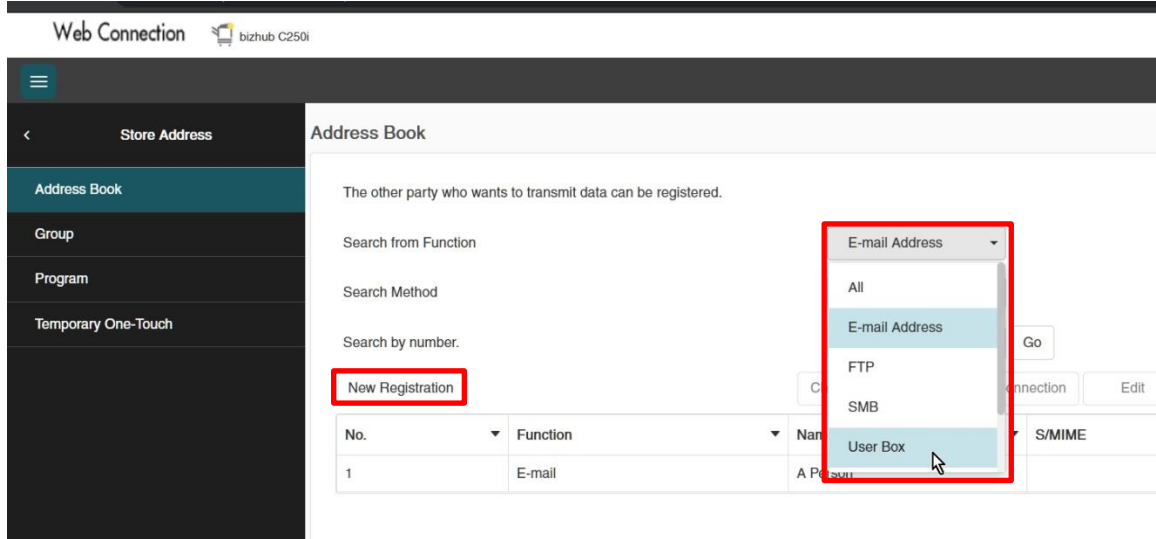 Web Connection bizhub C250i
Store Address
Address Book
Group
Program
Temporary One-Touch
Address Book
The other party who wants to transmit data can be registered.
Search from Function E-mail Address
Search Method
Search by number. Go
All
E-mail Address
FTP
SMB
User Box
New Registration Edit
No. Function S/MIME
1 E-mail A Person